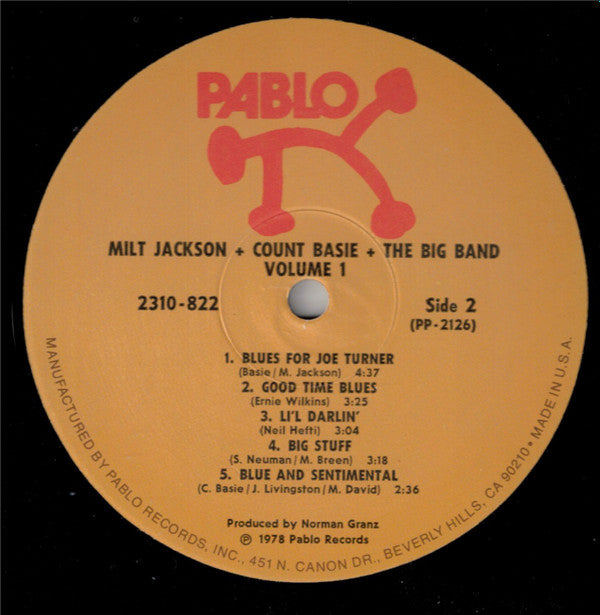 PABLO
MILT JACKSON + COUNT BASIE + THE BIG BAND
VOLUME 1
2310-822
Side 2
(PP-2126)
1. BLUES FOR JOE TURNER
(Basie/M. Jackson) 4:37
2. GOOD TIME BLUES
(Ernie Wilkins) 3:25
3. LI'L DARLIN'
(Neil Hefti) 3:04
4. BIG STUFF
(S. Neuman/M. Breen) 3:18
5. BLUE AND SENTIMENTAL
(C. Basie/J. Livingston/M. David) 2:36
Produced by Norman Granz
℗ 1978 Pablo Records
MANUFACTURED BY PABLO RECORDS, INC., 451 N. CANON DR., BEVERLY HILLS, CA 90210 • MADE IN U.S.A.